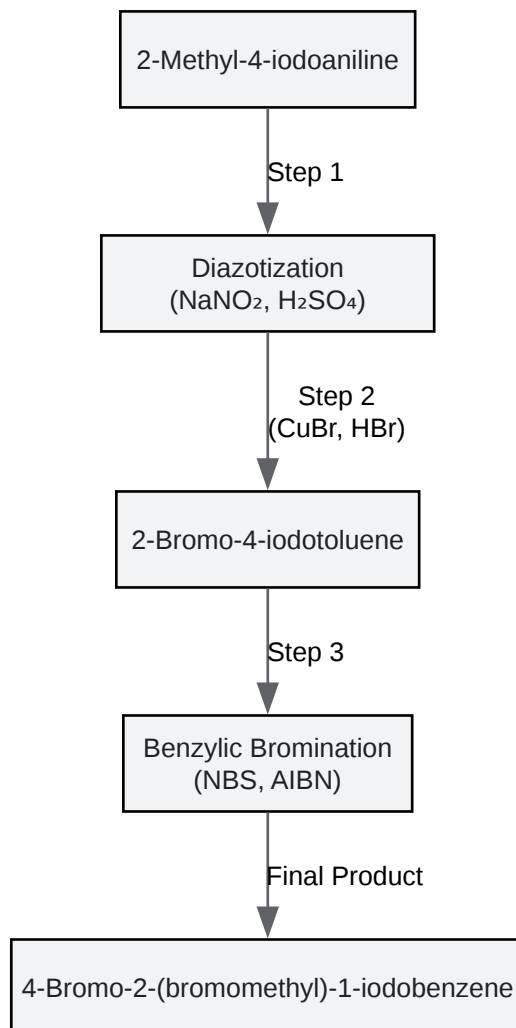 2-Methyl-4-iodoaniline
Step 1
Diazotization
(NaNO₂, H₂SO₄)
Step 2
(CuBr, HBr)
2-Bromo-4-iodotoluene
Step 3
Benzylic Bromination
(NBS, AIBN)
Final Product
4-Bromo-2-(bromomethyl)-1-iodobenzene